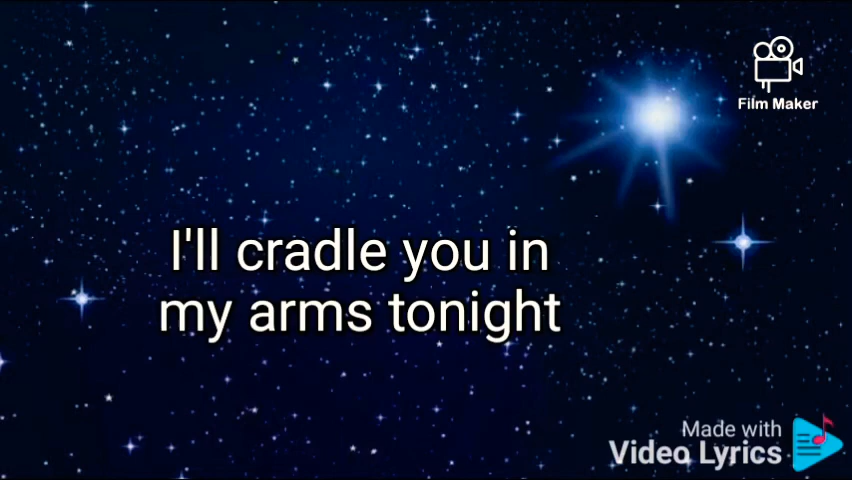 Film Maker
I'll cradle you in
my arms tonight
Made with
Video Lyrics